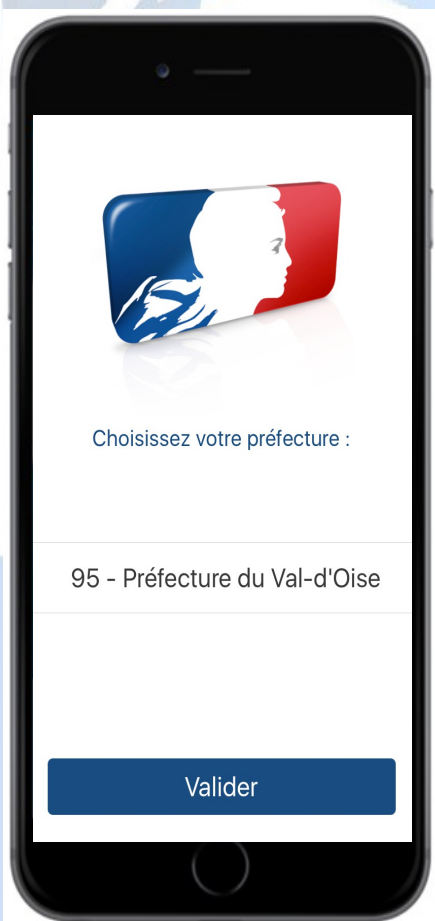 Choisissez votre préfecture :
95 - Préfecture du Val-d'Oise
Valider